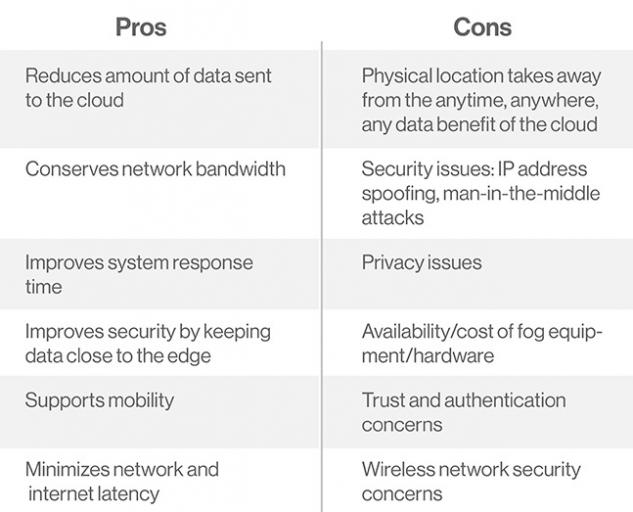 Pros
Cons
Reduces amount of data sent
to the cloud
Physical location takes away
from the anytime, anywhere,
any data benefit of the cloud
Conserves network bandwidth
Security issues: IP address
spoofing, man-in-the-middle
attacks
Improves system response
time
Privacy issues
Improves security by keeping
data close to the edge
Availability/cost of fog equip-
ment/hardware
Supports mobility
Trust and authentication
concerns
Minimizes network and
internet latency
Wireless network security
concerns